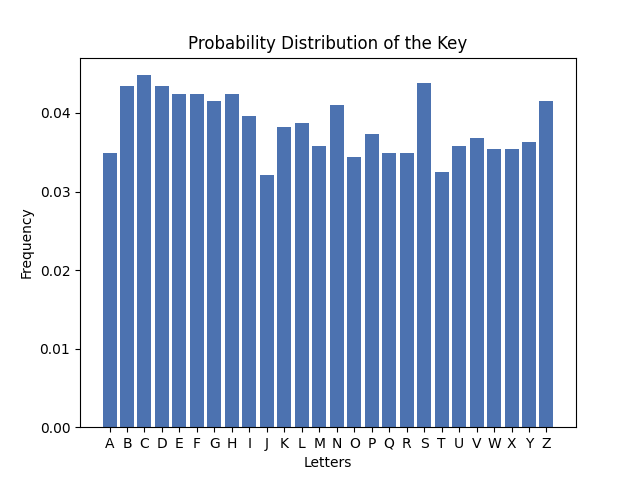 Probability Distribution of the Key
Frequency
0.04
0.03
0.02
0.01
0.00
A B C D E F G H I J K L M N O P Q R S T U V W X Y Z
Letters